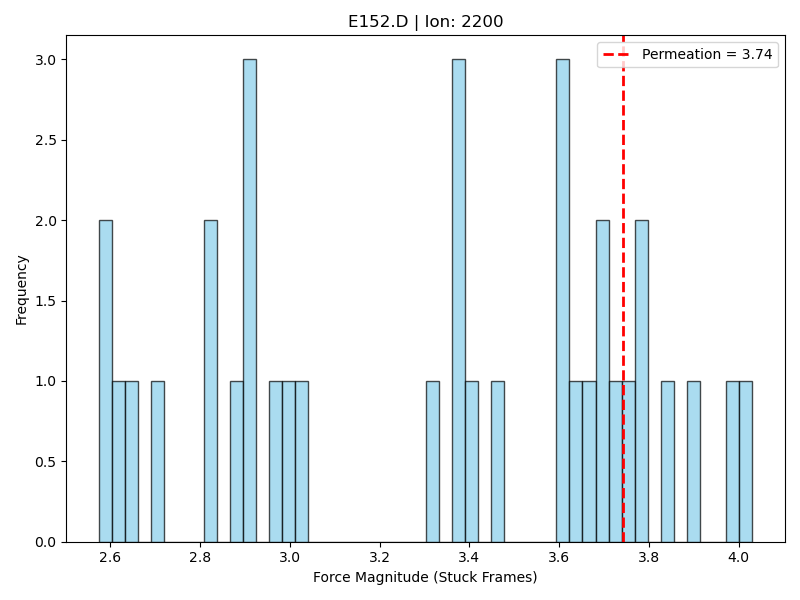 E152.D | Ion: 2200
Permeation = 3.74
Frequency
3.0
2.5
2.0
1.5
1.0
0.5
0.0
2.6 2.8 3.0 3.2 3.4 3.6 3.8 4.0
Force Magnitude (Stuck Frames)